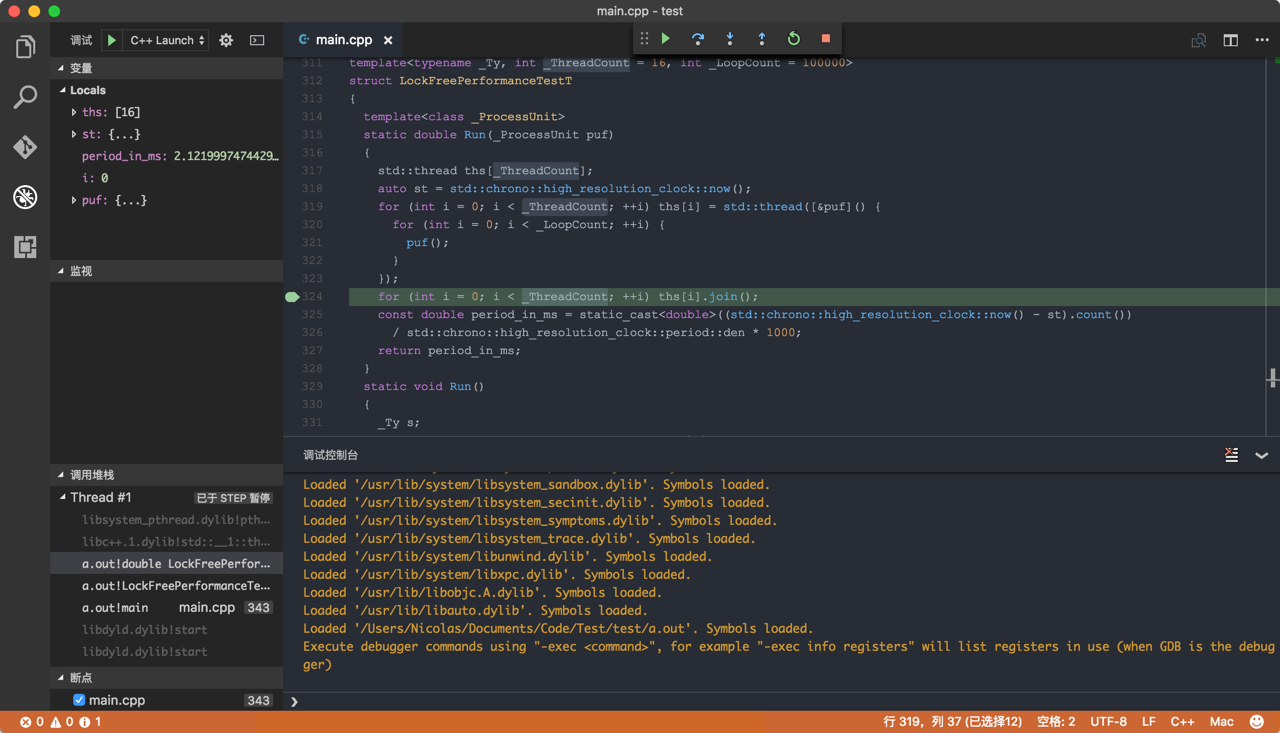 main.cpp - test
调试
C++ Launch
main.cpp
变量
Locals
ths: [16]
st: {...}
period_in_ms: 2.1219997474429...
i: 0
puf: {...}
监视
调用堆栈
Thread #1 已于 STEP 暂停
libsystem_pthread.dylib!pth...
libc++.1.dylib!std::__1::th...
a.out!double LockFreePerfor...
a.out!LockFreePerformanceTe...
a.out!main main.cpp 343
libdyld.dylib!start
libdyld.dylib!start
断点
main.cpp 343
311 template<typename _Ty, int _ThreadCount = 16, int _LoopCount = 100000>
312 struct LockFreePerformanceTestT
313 {
314 template<class _ProcessUnit>
315 static double Run(_ProcessUnit puf)
316 {
317 std::thread ths[_ThreadCount];
318 auto st = std::chrono::high_resolution_clock::now();
319 for (int i = 0; i < _ThreadCount; ++i) ths[i] = std::thread([&puf]() {
320 for (int i = 0; i < _LoopCount; ++i) {
321 puf();
322 }
323 });
324 for (int i = 0; i < _ThreadCount; ++i) ths[i].join();
325 const double period_in_ms = static_cast<double>((std::chrono::high_resolution_clock::now() - st).count())
326 / std::chrono::high_resolution_clock::period::den * 1000;
327 return period_in_ms;
328 }
329 static void Run()
330 {
331 _Ty s;
调试控制台
Loaded '/usr/lib/system/libsystem_sandbox.dylib'. Symbols loaded.
Loaded '/usr/lib/system/libsystem_secinit.dylib'. Symbols loaded.
Loaded '/usr/lib/system/libsystem_symptoms.dylib'. Symbols loaded.
Loaded '/usr/lib/system/libsystem_trace.dylib'. Symbols loaded.
Loaded '/usr/lib/system/libunwind.dylib'. Symbols loaded.
Loaded '/usr/lib/system/libxpc.dylib'. Symbols loaded.
Loaded '/usr/lib/libobjc.A.dylib'. Symbols loaded.
Loaded '/usr/lib/libauto.dylib'. Symbols loaded.
Loaded '/Users/Nicolas/Documents/Code/Test/test/a.out'. Symbols loaded.
Execute debugger commands using "-exec <command>", for example "-exec info registers" will list registers in use (when GDB is the debug
ger)
0 0 1
行 319，列 37 (已选择12) 空格: 2 UTF-8 LF C++ Mac